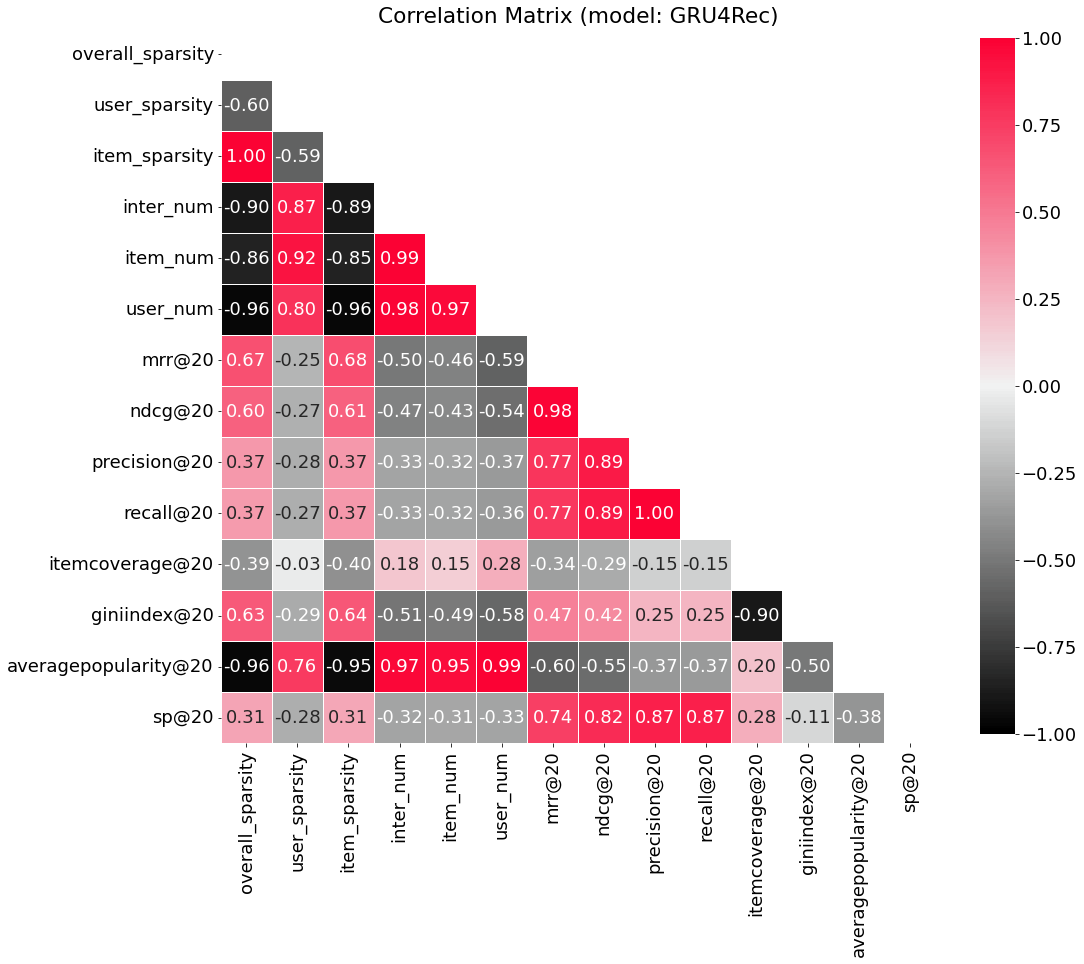 Correlation Matrix (model: GRU4Rec)
overall_sparsity
user_sparsity -0.60
item_sparsity 1.00 -0.59
inter_num -0.90 0.87 -0.89
item_num -0.86 0.92 -0.85 0.99
user_num -0.96 0.80 -0.96 0.98 0.97
mrr@20 0.67 -0.25 0.68 -0.50 -0.46 -0.59
ndcg@20 0.60 -0.27 0.61 -0.47 -0.43 -0.54 0.98
precision@20 0.37 -0.28 0.37 -0.33 -0.32 -0.37 0.77 0.89
recall@20 0.37 -0.27 0.37 -0.33 -0.32 -0.36 0.77 0.89 1.00
itemcoverage@20 -0.39 -0.03 -0.40 0.18 0.15 0.28 -0.34 -0.29 -0.15 -0.15
giniindex@20 0.63 -0.29 0.64 -0.51 -0.49 -0.58 0.47 0.42 0.25 0.25 -0.90
averagepopularity@20 -0.96 0.76 -0.95 0.97 0.95 0.99 -0.60 -0.55 -0.37 -0.37 0.20 -0.50
sp@20 0.31 -0.28 0.31 -0.32 -0.31 -0.33 0.74 0.82 0.87 0.87 0.28 -0.11 -0.38
overall_sparsity
user_sparsity
item_sparsity
inter_num
item_num
user_num
mrr@20
ndcg@20
precision@20
recall@20
itemcoverage@20
giniindex@20
averagepopularity@20
sp@20
1.00
0.75
0.50
0.25
0.00
−0.25
−0.50
−0.75
−1.00